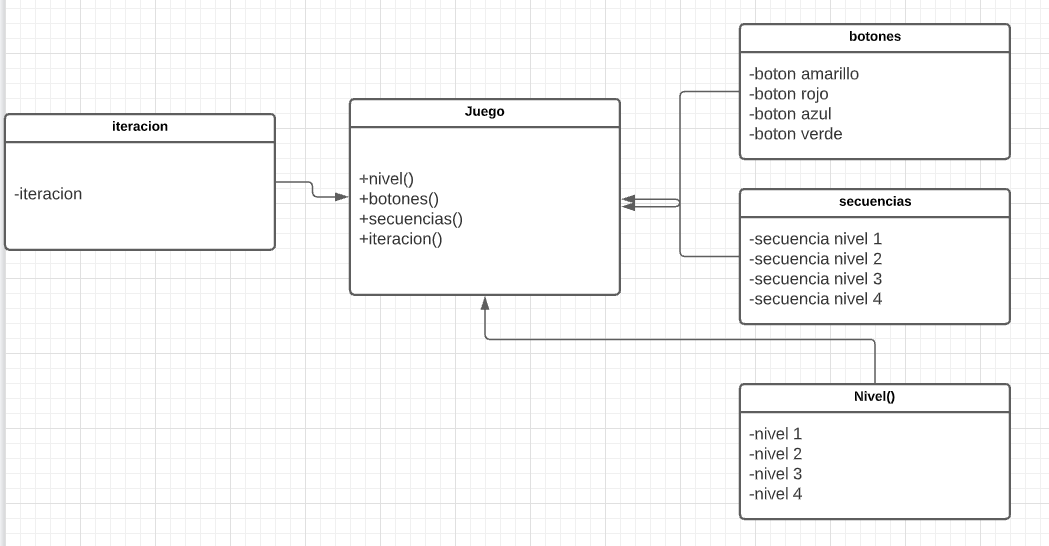 iteracion
-iteracion
Juego
+nivel()
+botones()
+secuencias()
+iteracion()
botones
-boton amarillo
-boton rojo
-boton azul
-boton verde
secuencias
-secuencia nivel 1
-secuencia nivel 2
-secuencia nivel 3
-secuencia nivel 4
Nivel()
-nivel 1
-nivel 2
-nivel 3
-nivel 4